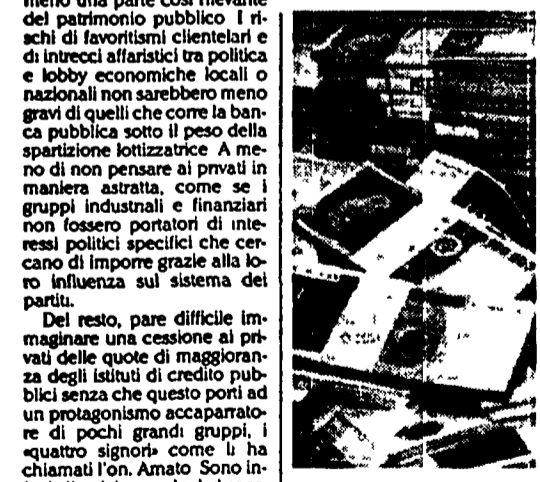 meno una parte così rilevante
del patrimonio pubblico I ri-
schi di favoritismi clientelari e
di intrecci affaristici tra politica
e lobby economiche locali o
nazionali non sarebbero meno
gravi di quelli che corre la ban-
ca pubblica sotto il peso della
spartizione lottizzatrice A me-
no di non pensare ai privati in
maniera astratta, come se i
gruppi industriali e finanziari
non fossero portatori di inte-
ressi politici specifici che cer-
cano di imporre grazie alla lo-
ro influenza sul sistema dei
partiti.
Del resto, pare difficile im-
maginare una cessione ai pri-
vati delle quote di maggioran-
za degli istituti di credito pub-
blici senza che questo porti ad
un protagonismo accaparrato-
re di pochi grandi gruppi, i
«quattro signori» come li ha
chiamati l'on. Amato Sono in-